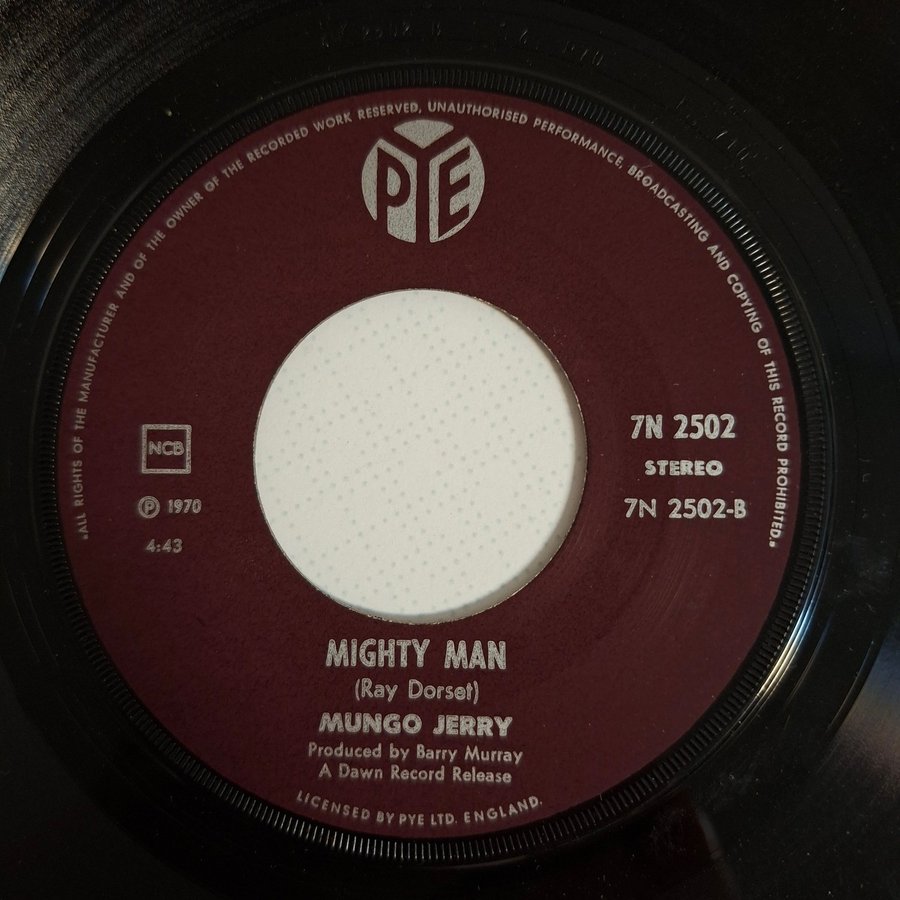 "ALL RIGHTS OF THE MANUFACTURER AND OF THE OWNER OF THE RECORDED WORK RESERVED, UNAUTHORISED PERFORMANCE, BROADCASTING AND COPYING OF THIS RECORD PROHIBITED."
PYE
NCB
℗ 1970
4:43
7N 2502
STEREO
7N 2502-B
MIGHTY MAN
(Ray Dorset)
MUNGO JERRY
Produced by Barry Murray
A Dawn Record Release
LICENSED BY PYE LTD. ENGLAND.